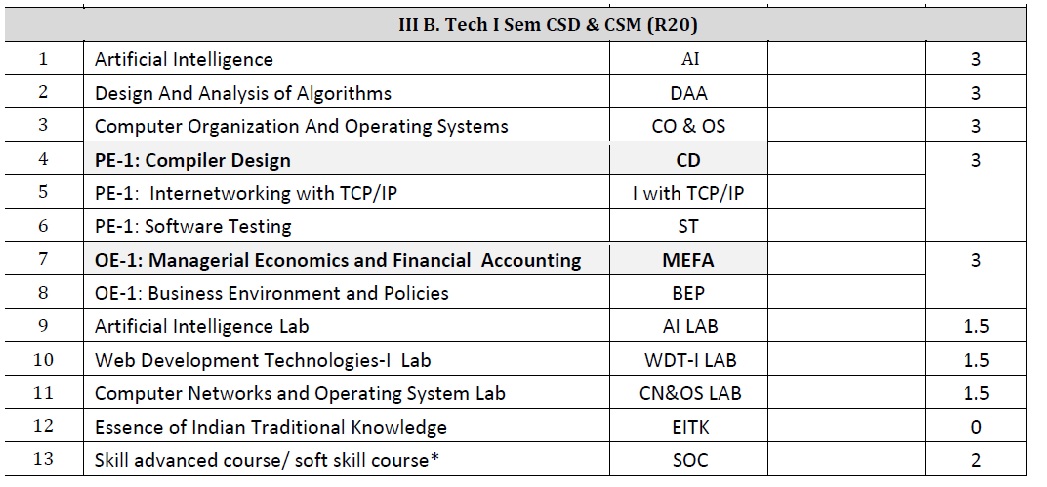 III B. Tech I Sem CSD & CSM (R20)
1 Artificial Intelligence AI 3
2 Design And Analysis of Algorithms DAA 3
3 Computer Organization And Operating Systems CO & OS 3
4 PE-1: Compiler Design CD 3
5 PE-1: Internetworking with TCP/IP I with TCP/IP
6 PE-1: Software Testing ST
7 OE-1: Managerial Economics and Financial Accounting MEFA 3
8 OE-1: Business Environment and Policies BEP
9 Artificial Intelligence Lab AI LAB 1.5
10 Web Development Technologies-I Lab WDT-I LAB 1.5
11 Computer Networks and Operating System Lab CN&OS LAB 1.5
12 Essence of Indian Traditional Knowledge EITK 0
13 Skill advanced course/ soft skill course* SOC 2